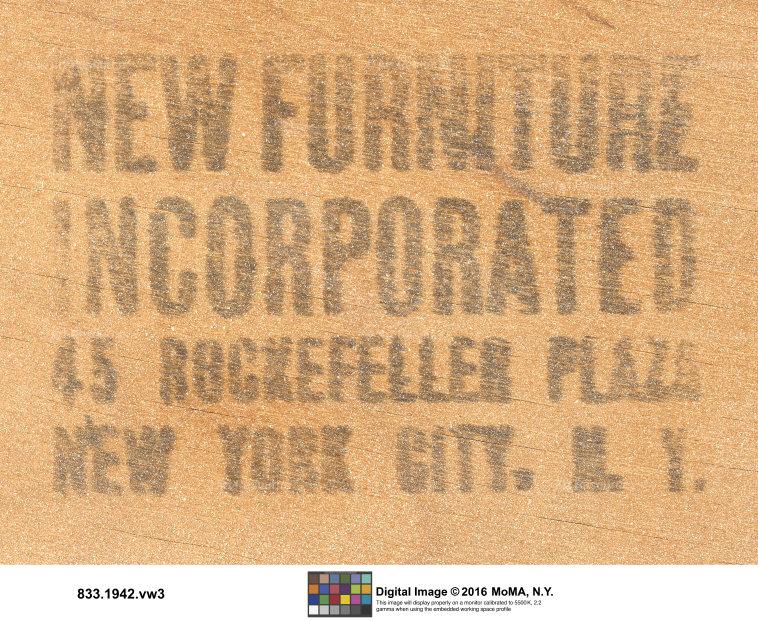 NEW FURNITURE
INCORPORATED
45 ROCKEFELLER PLAZA
NEW YORK CITY, N. Y.
833.1942.vw3
Digital Image © 2016 MoMA, N.Y.
This image will display properly on a monitor calibrated to 5500K, 2.2
gamma when using the embedded working space profile